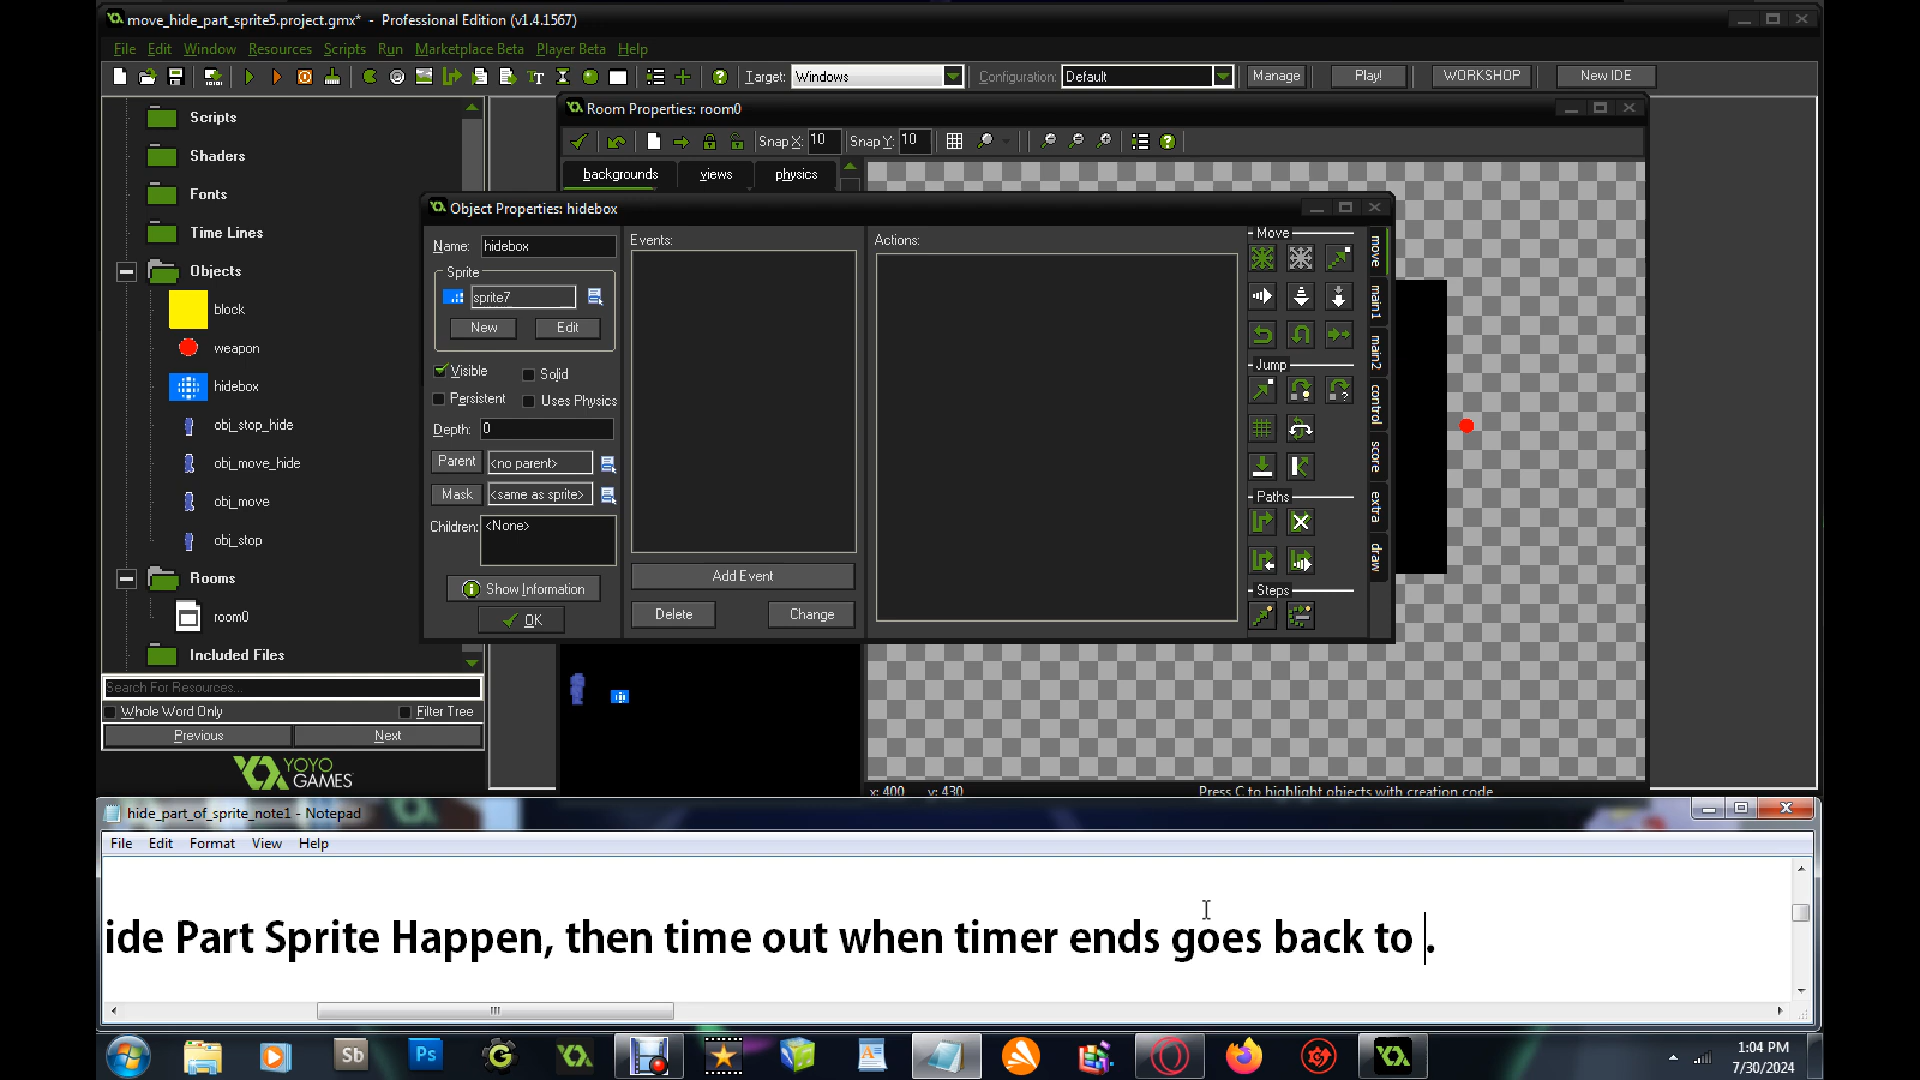 move_hide_part_sprite5.project.gmx* - Professional Edition (v1.4.1567)
File Edit Window Resources Scripts Run Marketplace Beta Player Beta Help
Target: Windows Configuration: Default Manage Play! WORKSHOP New IDE
Scripts
Shaders
Fonts
Time Lines
Objects
block
weapon
hidebox
obj_stop_hide
obj_move_hide
obj_move
obj_stop
Rooms
room0
Included Files
Search For Resources...
Whole Word Only Filter Tree
Previous Next
YOYO
GAMES
Room Properties: room0
Snap X: 10 Snap Y: 10
backgrounds views physics
Object Properties: hidebox
Name: hidebox
Sprite
sprite7
New Edit
Visible Solid
Persistent Uses Physics
Depth: 0
Parent <no parent>
Mask <same as sprite>
Children: <None>
Show Information
OK
Events:
Add Event
Delete Change
Actions:
Move
Jump
Paths
Steps
move
main1
main2
control
score
extra
draw
x: 400 y: 430 Press C to highlight objects with creation code
hide_part_of_sprite_note1 - Notepad
File Edit Format View Help
ide Part Sprite Happen, then time out when timer ends goes back to .
Sb Ps
1:04 PM
7/30/2024